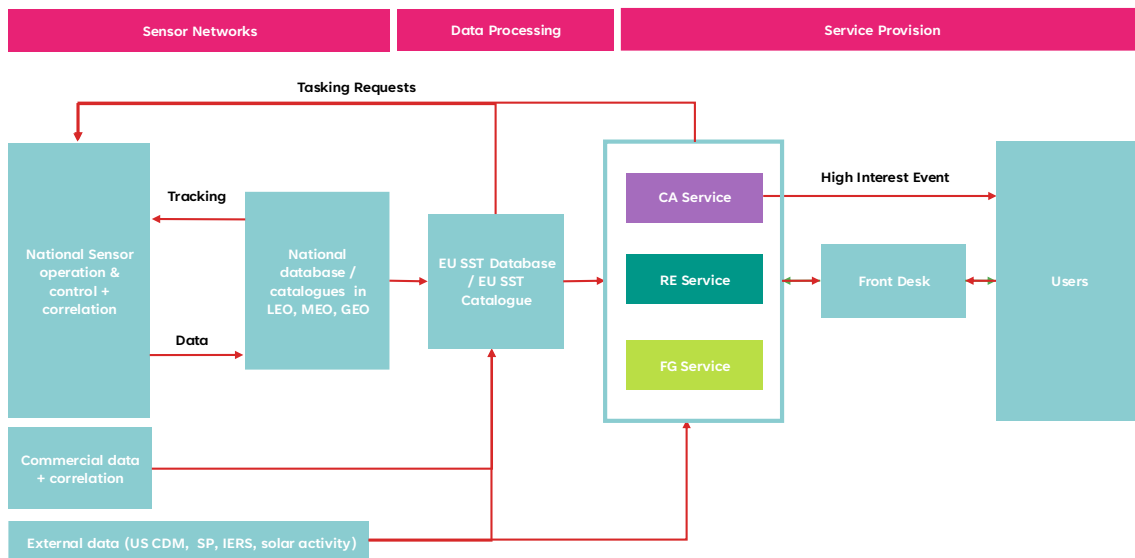 Sensor Networks
Data Processing
Service Provision
Tasking Requests
Tracking
Data
National Sensor
operation &
control +
correlation
National
database /
catalogues in
LEO, MEO, GEO
EU SST Database
/ EU SST
Catalogue
CA Service
RE Service
FG Service
High Interest Event
Front Desk
Users
Commercial data
+ correlation
External data (US CDM, SP, IERS, solar activity)